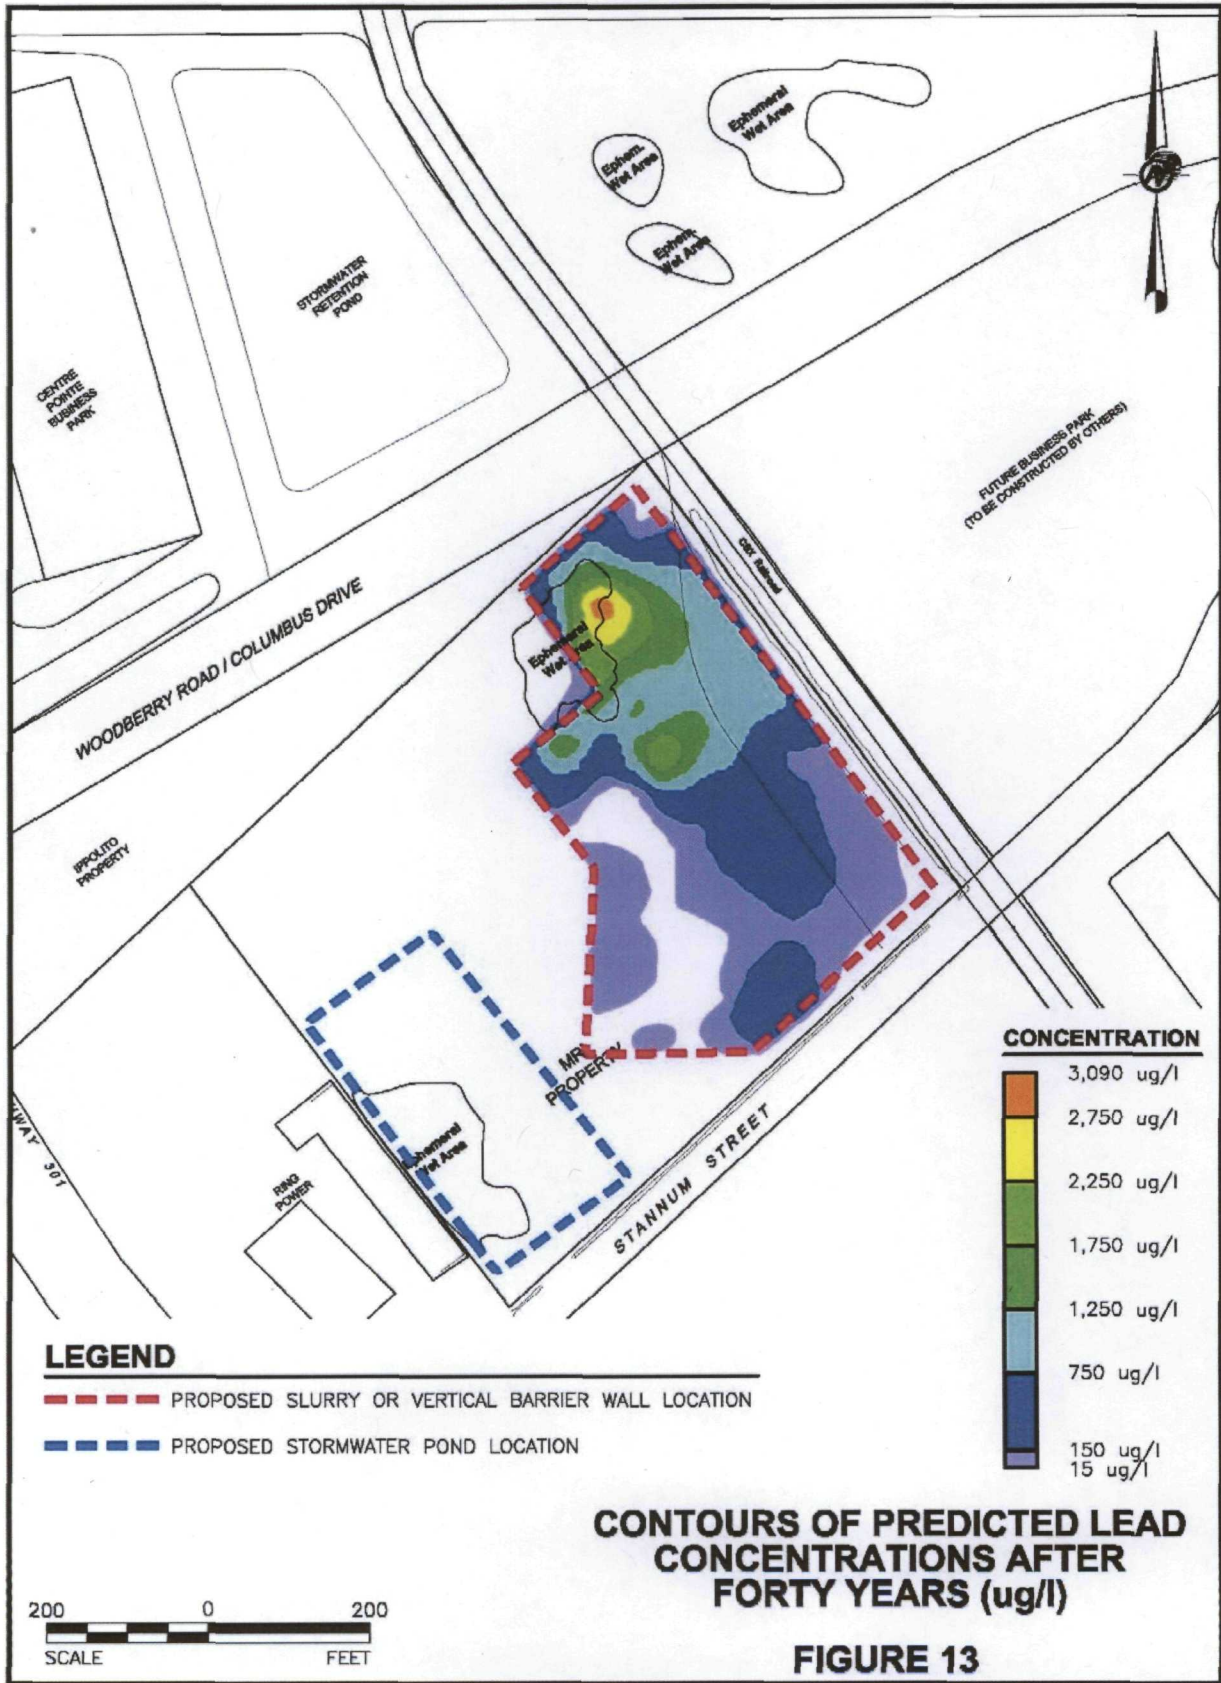 Ephemeral
Wet Area
Ephem.
Wet Area
Ephem.
Wet Area
STORMWATER
RETENTION
POND
CENTRE
POINTE
BUSINESS
PARK
FUTURE BUSINESS PARK
(TO BE CONSTRUCTED BY OTHERS)
CSX Railroad
WOODBERRY ROAD / COLUMBUS DRIVE
Ephemeral
Wet Area
IPPOLITO
PROPERTY
MRI
PROPERTY
Ephemeral
Wet Area
RING
POWER
301
STANNUM STREET
CONCENTRATION
3,090 ug/l
2,750 ug/l
2,250 ug/l
1,750 ug/l
1,250 ug/l
750 ug/l
150 ug/l
15 ug/l
LEGEND
PROPOSED SLURRY OR VERTICAL BARRIER WALL LOCATION
PROPOSED STORMWATER POND LOCATION
CONTOURS OF PREDICTED LEAD
CONCENTRATIONS AFTER
FORTY YEARS (ug/l)
FIGURE 13
200 0 200
SCALE FEET